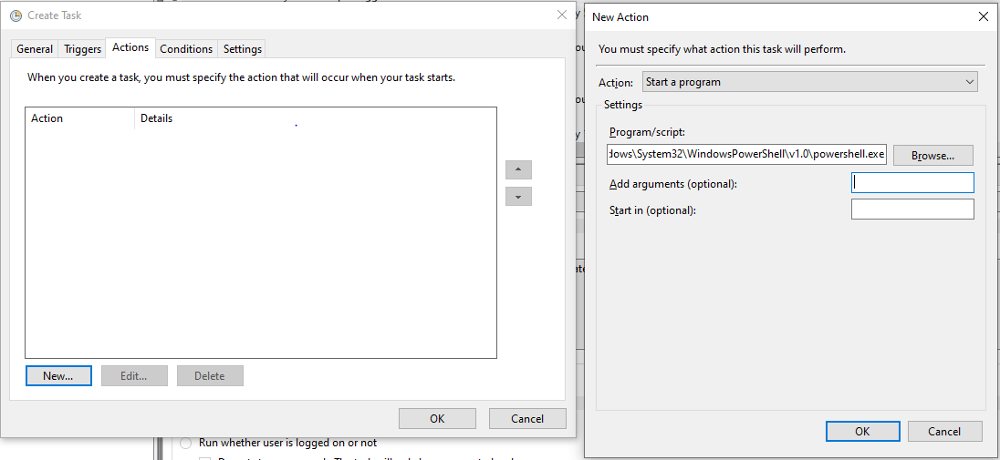 Create Task
General Triggers Actions Conditions Settings
When you create a task, you must specify the action that will occur when your task starts.
Action Details
New... Edit... Delete
OK Cancel
Run whether user is logged on or not
New Action
You must specify what action this task will perform.
Action: Start a program
Settings
Program/script:
dows\System32\WindowsPowerShell\v1.0\powershell.exe Browse...
Add arguments (optional):
Start in (optional):
OK Cancel